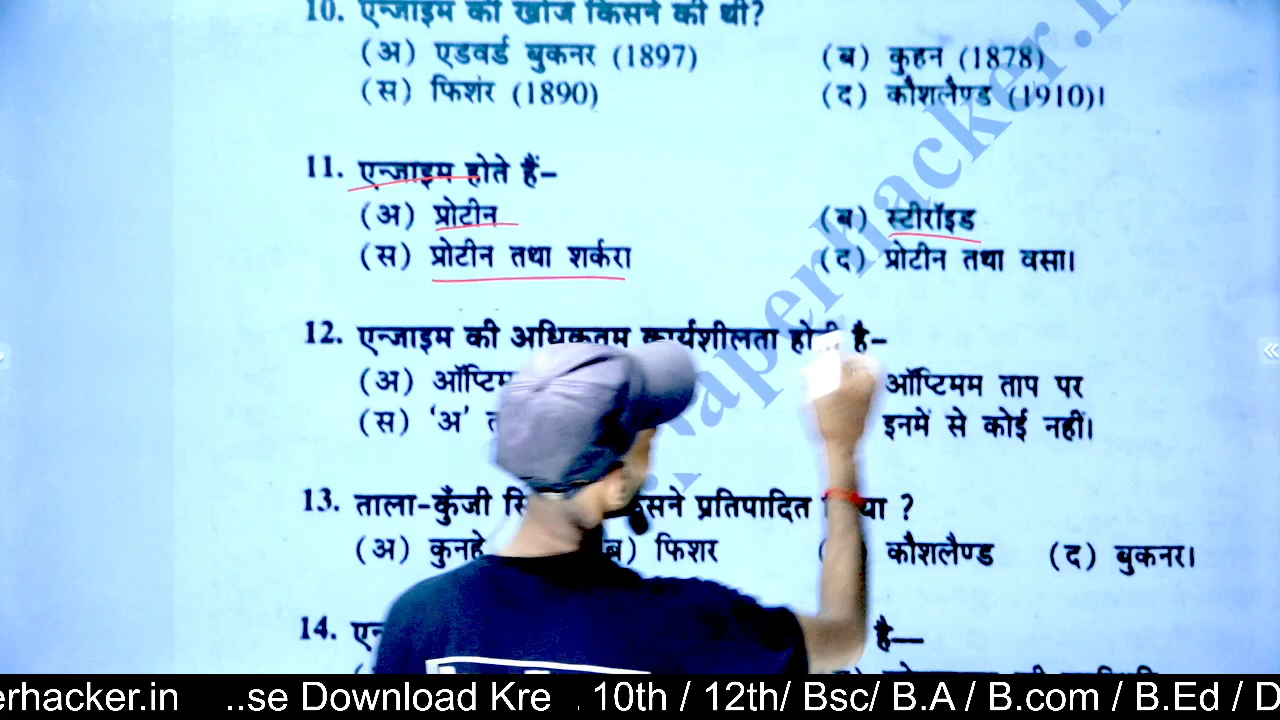 10. एन्जाइम की खोज किसने की थी?
(अ) एडवर्ड बुकनर (1897) (ब) कुहन (1878)
(स) फिशंर (1890) (द) कौशलैण्ड (1910)।
11. एन्जाइम होते हैं–
(अ) प्रोटीन (ब) स्टीरॉइड
(स) प्रोटीन तथा शर्करा (द) प्रोटीन तथा वसा।
12. एन्जाइम की अधिकतम कार्यशीलता होती है–
(अ) ऑप्टिम ऑप्टिमम ताप पर
(स) 'अ' इनमें से कोई नहीं।
13. ताला-कुँजी प्रतिपादित ?
(अ) कुनहे ब) फिशर कौशलैण्ड (द) बुकनर।
14. है—
paperhacker.in
erhacker.in ..se Download Kre 10th / 12th/ Bsc/ B.A / B.com / B.Ed / D